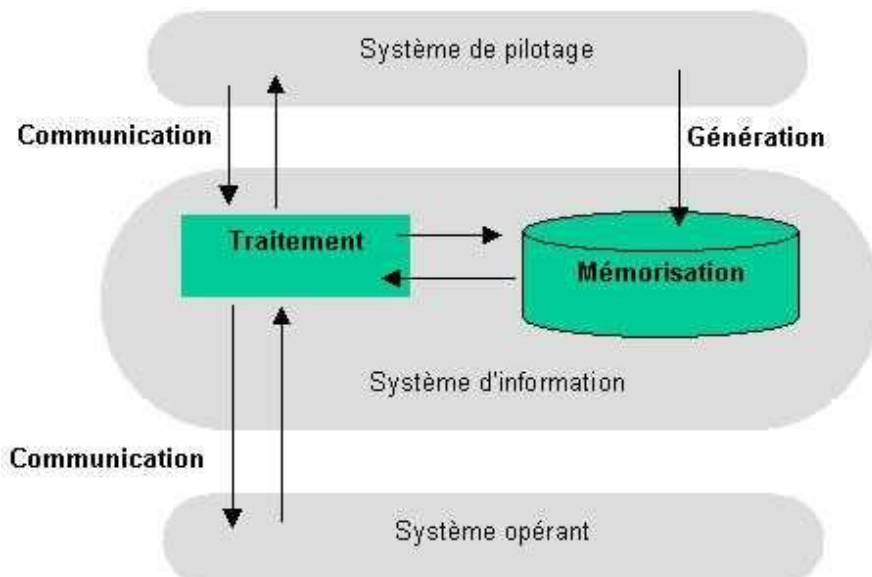 Système de pilotage
Communication
Génération
Traitement
Mémorisation
Système d'information
Communication
Système opérant